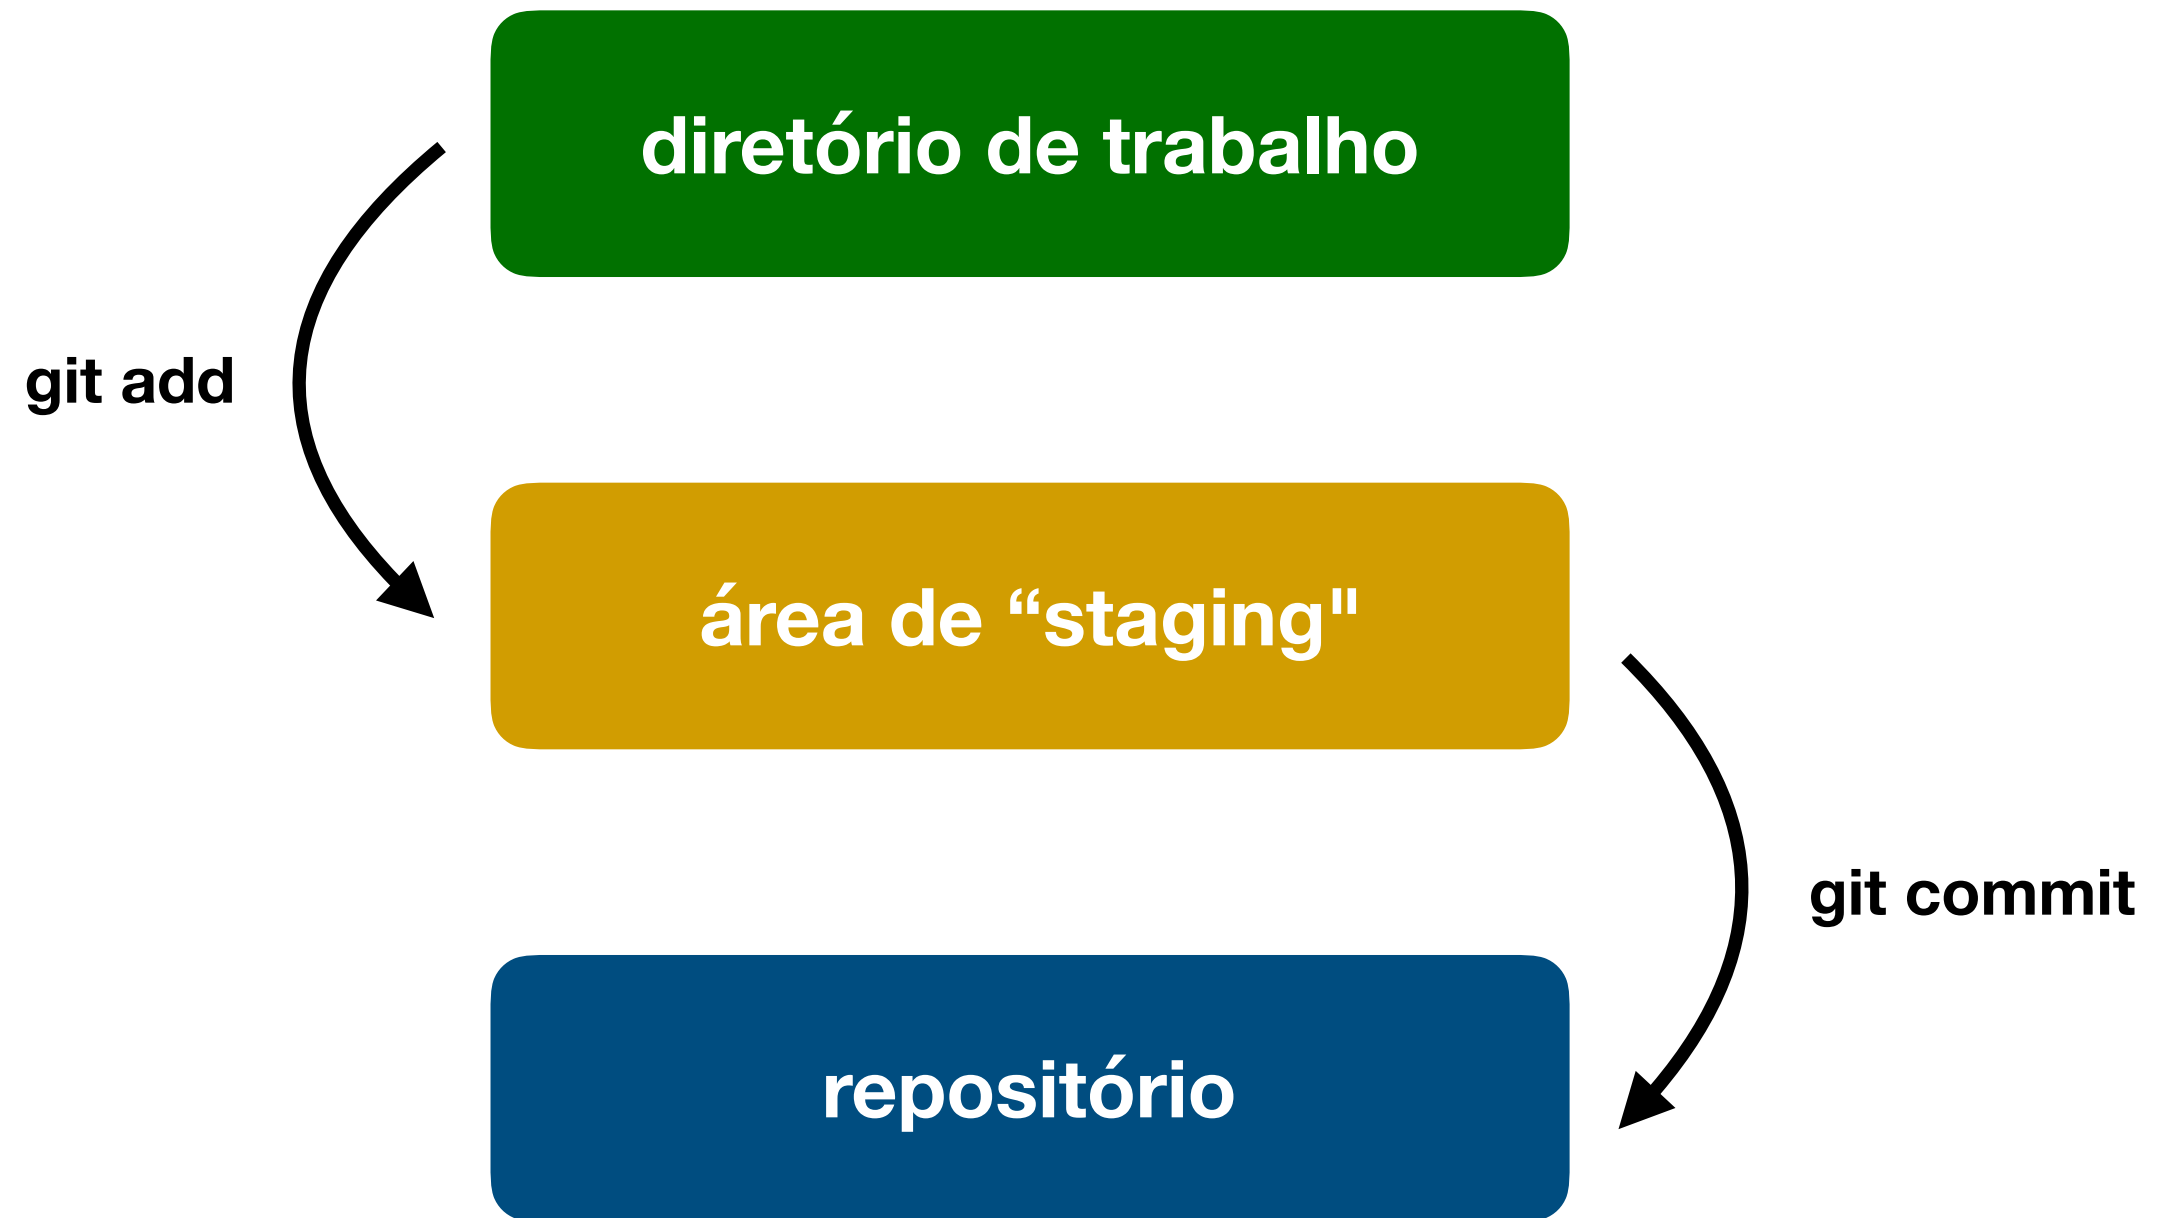 diretório de trabalho
git add
área de “staging"
git commit
repositório